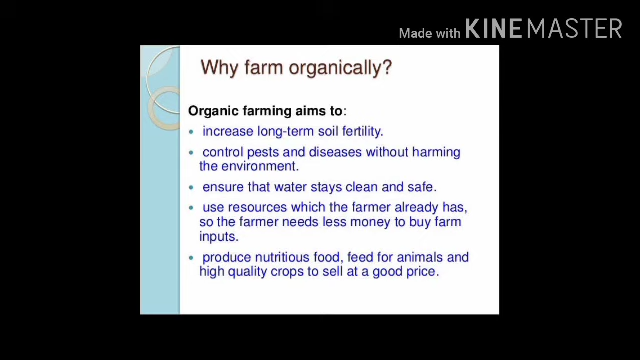 Made with KINEMASTER
Why farm organically?
Organic farming aims to:
• increase long-term soil fertility.
• control pests and diseases without harming
the environment.
• ensure that water stays clean and safe.
• use resources which the farmer already has,
so the farmer needs less money to buy farm
inputs.
• produce nutritious food, feed for animals and
high quality crops to sell at a good price.